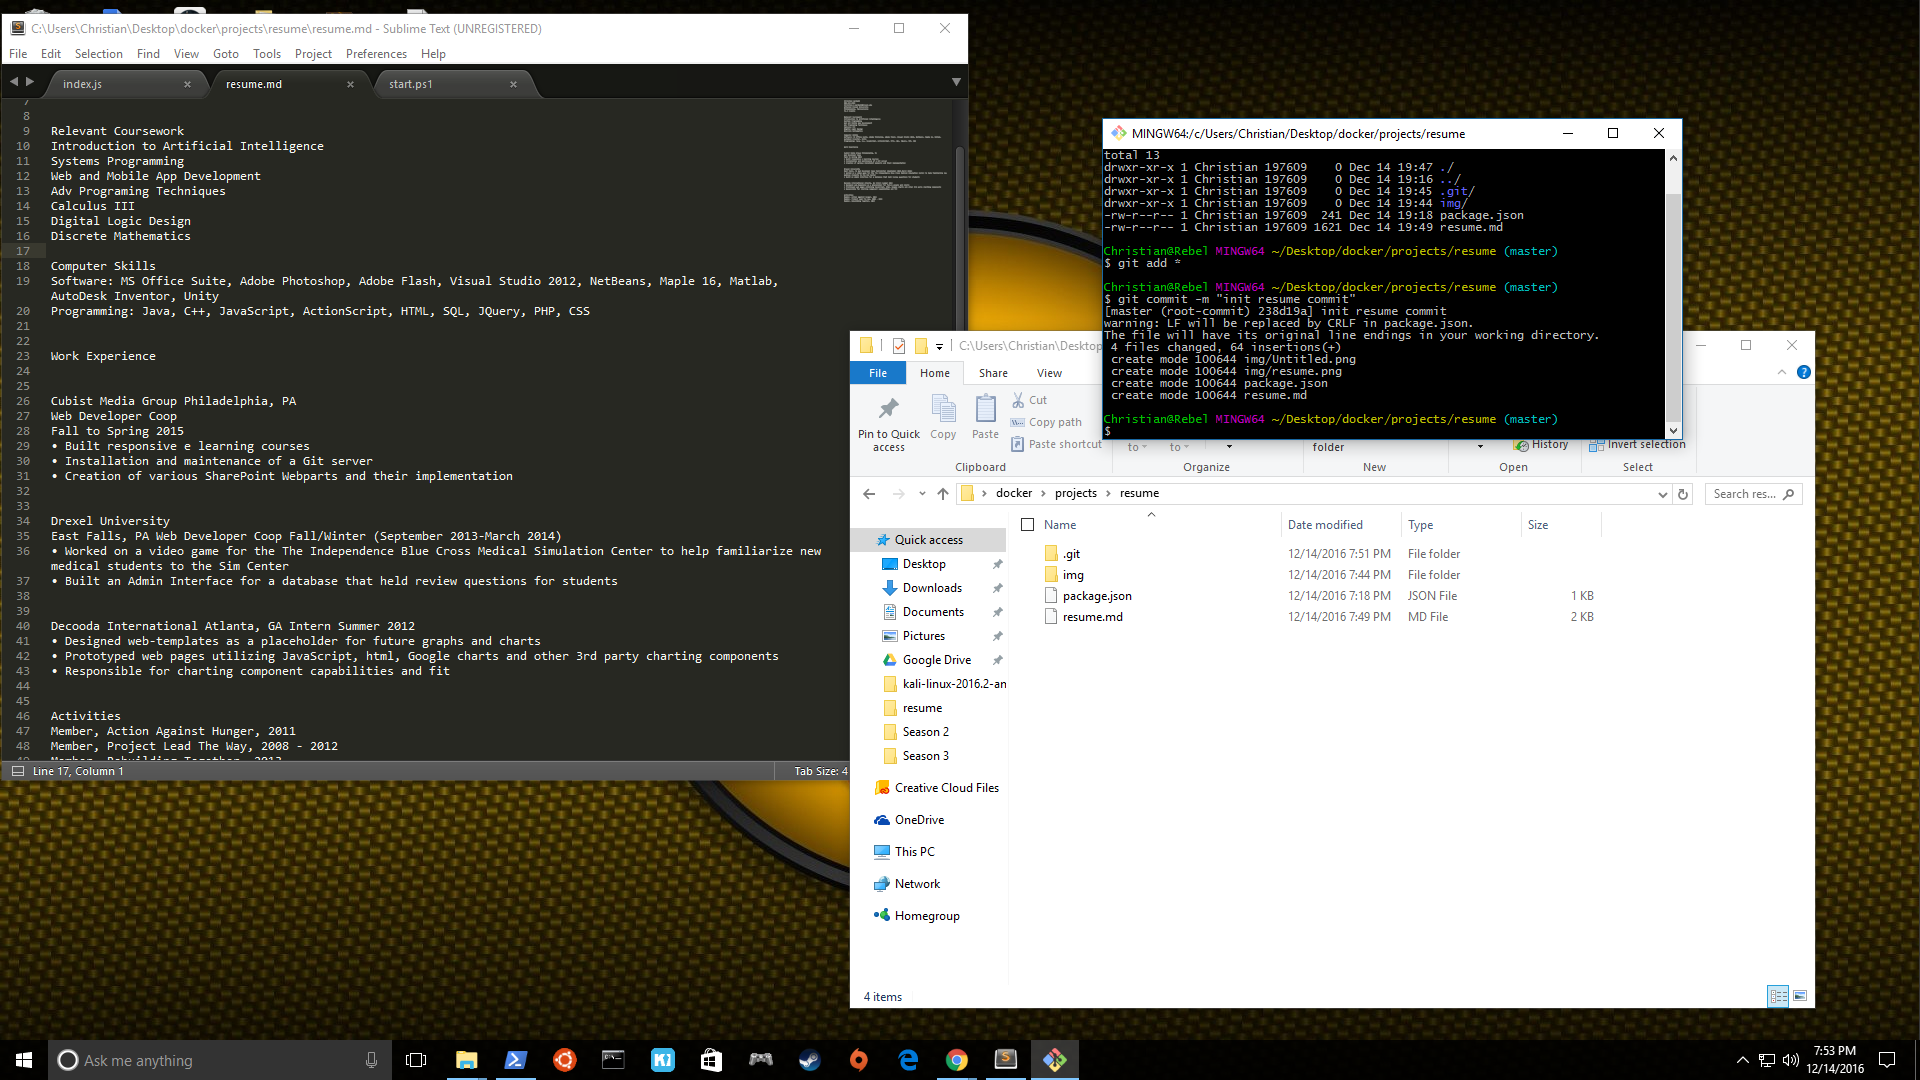 C:\Users\Christian\Desktop\docker\projects\resume\resume.md - Sublime Text (UNREGISTERED)
File Edit Selection Find View Goto Tools Project Preferences Help
index.js resume.md start.ps1
7
8
9 Relevant Coursework
10 Introduction to Artificial Intelligence
11 Systems Programming
12 Web and Mobile App Development
13 Adv Programing Techniques
14 Calculus III
15 Digital Logic Design
16 Discrete Mathematics
17
18 Computer Skills
19 Software: MS Office Suite, Adobe Photoshop, Adobe Flash, Visual Studio 2012, NetBeans, Maple 16, Matlab,
AutoDesk Inventor, Unity
20 Programming: Java, C++, JavaScript, ActionScript, HTML, SQL, JQuery, PHP, CSS
21
22
23 Work Experience
24
25
26 Cubist Media Group Philadelphia, PA
27 Web Developer Coop
28 Fall to Spring 2015
29 • Built responsive e learning courses
30 • Installation and maintenance of a Git server
31 • Creation of various SharePoint Webparts and their implementation
32
33
34 Drexel University
35 East Falls, PA Web Developer Coop Fall/Winter (September 2013-March 2014)
36 • Worked on a video game for the The Independence Blue Cross Medical Simulation Center to help familiarize new
medical students to the Sim Center
37 • Built an Admin Interface for a database that held review questions for students
38
39
40 Decooda International Atlanta, GA Intern Summer 2012
41 • Designed web-templates as a placeholder for future graphs and charts
42 • Prototyped web pages utilizing JavaScript, html, Google charts and other 3rd party charting components
43 • Responsible for charting component capabilities and fit
44
45
46 Activities
47 Member, Action Against Hunger, 2011
48 Member, Project Lead The Way, 2008 - 2012
Line 17, Column 1
Tab Size: 4
MINGW64:/c/Users/Christian/Desktop/docker/projects/resume
total 13
drwxr-xr-x 1 Christian 197609 0 Dec 14 19:47 ./
drwxr-xr-x 1 Christian 197609 0 Dec 14 19:16 ../
drwxr-xr-x 1 Christian 197609 0 Dec 14 19:45 .git/
drwxr-xr-x 1 Christian 197609 0 Dec 14 19:44 img/
-rw-r--r-- 1 Christian 197609 241 Dec 14 19:18 package.json
-rw-r--r-- 1 Christian 197609 1621 Dec 14 19:49 resume.md
Christian@Rebel MINGW64 ~/Desktop/docker/projects/resume (master)
$ git add *
Christian@Rebel MINGW64 ~/Desktop/docker/projects/resume (master)
$ git commit -m "init resume commit"
[master (root-commit) 238d19a] init resume commit
warning: LF will be replaced by CRLF in package.json.
The file will have its original line endings in your working directory.
4 files changed, 64 insertions(+)
create mode 100644 img/Untitled.png
create mode 100644 img/resume.png
create mode 100644 package.json
create mode 100644 resume.md
Christian@Rebel MINGW64 ~/Desktop/docker/projects/resume (master)
$
C:\Users\Christian\Desktop
File Home Share View
Pin to Quick access
Copy
Paste
Cut
Copy path
Paste shortcut
Clipboard
to
to
Organize
folder
New
History
Open
Invert selection
Select
docker projects resume
Search res...
Name Date modified Type Size
.git 12/14/2016 7:51 PM File folder
img 12/14/2016 7:44 PM File folder
package.json 12/14/2016 7:18 PM JSON File 1 KB
resume.md 12/14/2016 7:49 PM MD File 2 KB
Quick access
Desktop
Downloads
Documents
Pictures
Google Drive
kali-linux-2016.2-an
resume
Season 2
Season 3
Creative Cloud Files
OneDrive
This PC
Network
Homegroup
4 items
Ask me anything
7:53 PM
12/14/2016